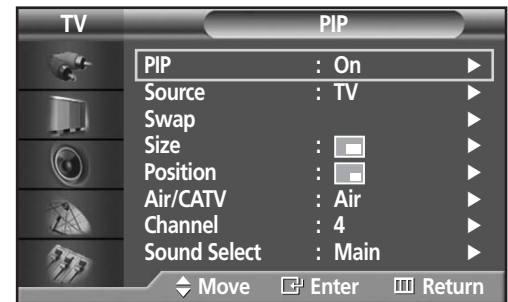 TV PIP
PIP : On
Source : TV
Swap
Size :
Position :
Air/CATV : Air
Channel : 4
Sound Select : Main
Move Enter Return